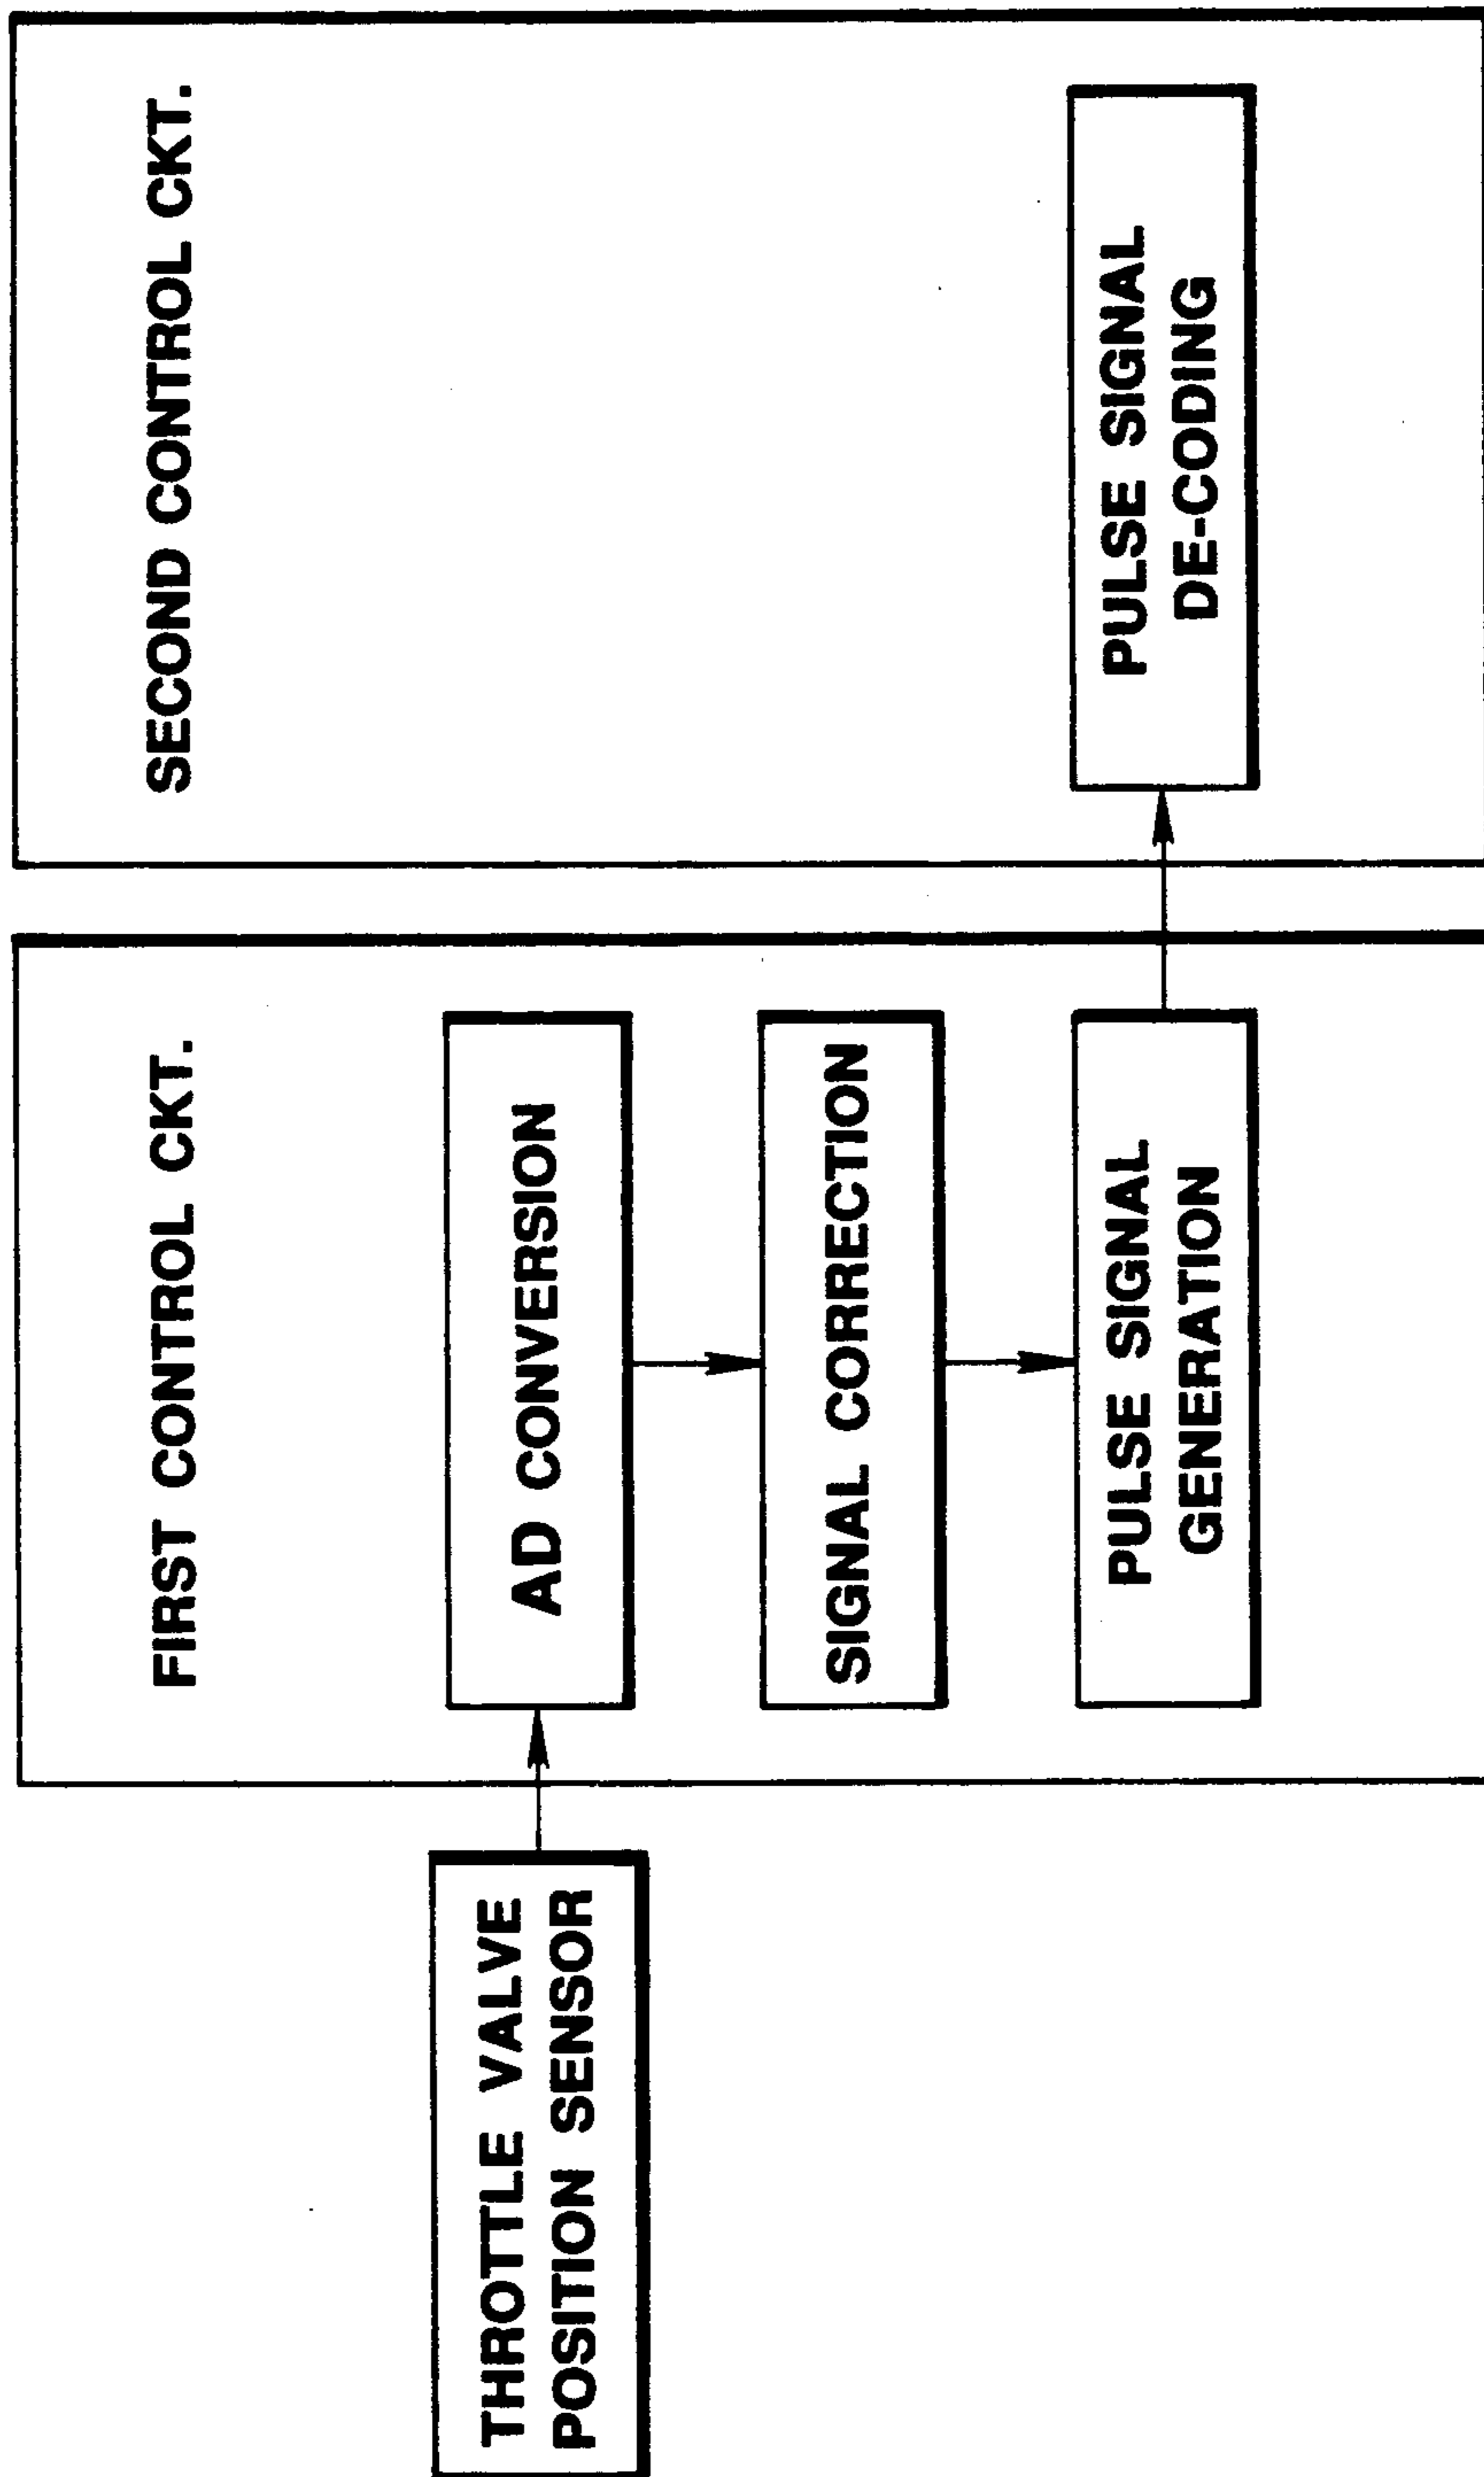 THROTTLE VALVE
POSITION SENSOR
FIRST CONTROL CKT.
AD CONVERSION
SIGNAL CORRECTION
PULSE SIGNAL
GENERATION
SECOND CONTROL CKT.
PULSE SIGNAL
DE-CODING